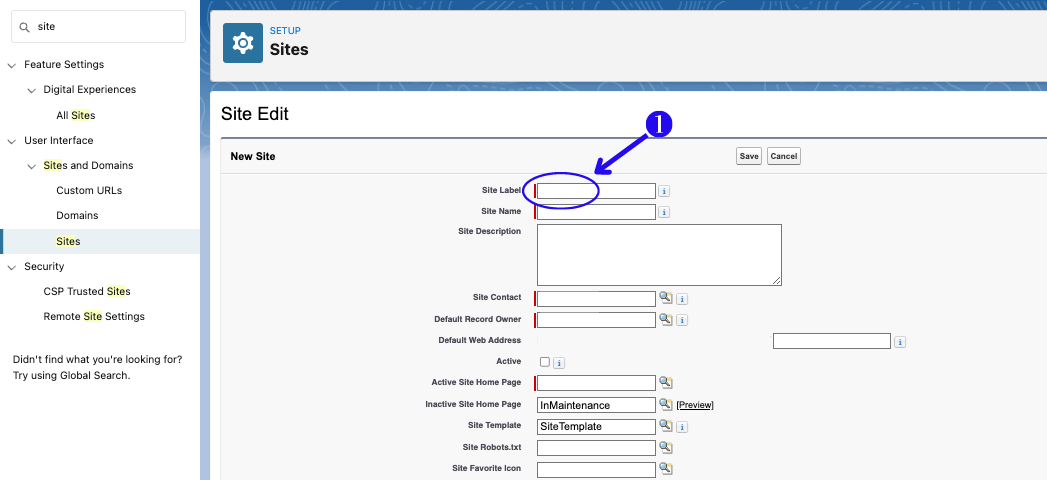 site
Feature Settings
Digital Experiences
All Sites
User Interface
Sites and Domains
Custom URLs
Domains
Sites
Security
CSP Trusted Sites
Remote Site Settings
Didn't find what you're looking for?
Try using Global Search.
SETUP
Sites
Site Edit
1
New Site
Save Cancel
Site Label
Site Name
Site Description
Site Contact
Default Record Owner
Default Web Address
Active
Active Site Home Page
Inactive Site Home Page InMaintenance [Preview]
Site Template SiteTemplate
Site Robots.txt
Site Favorite Icon